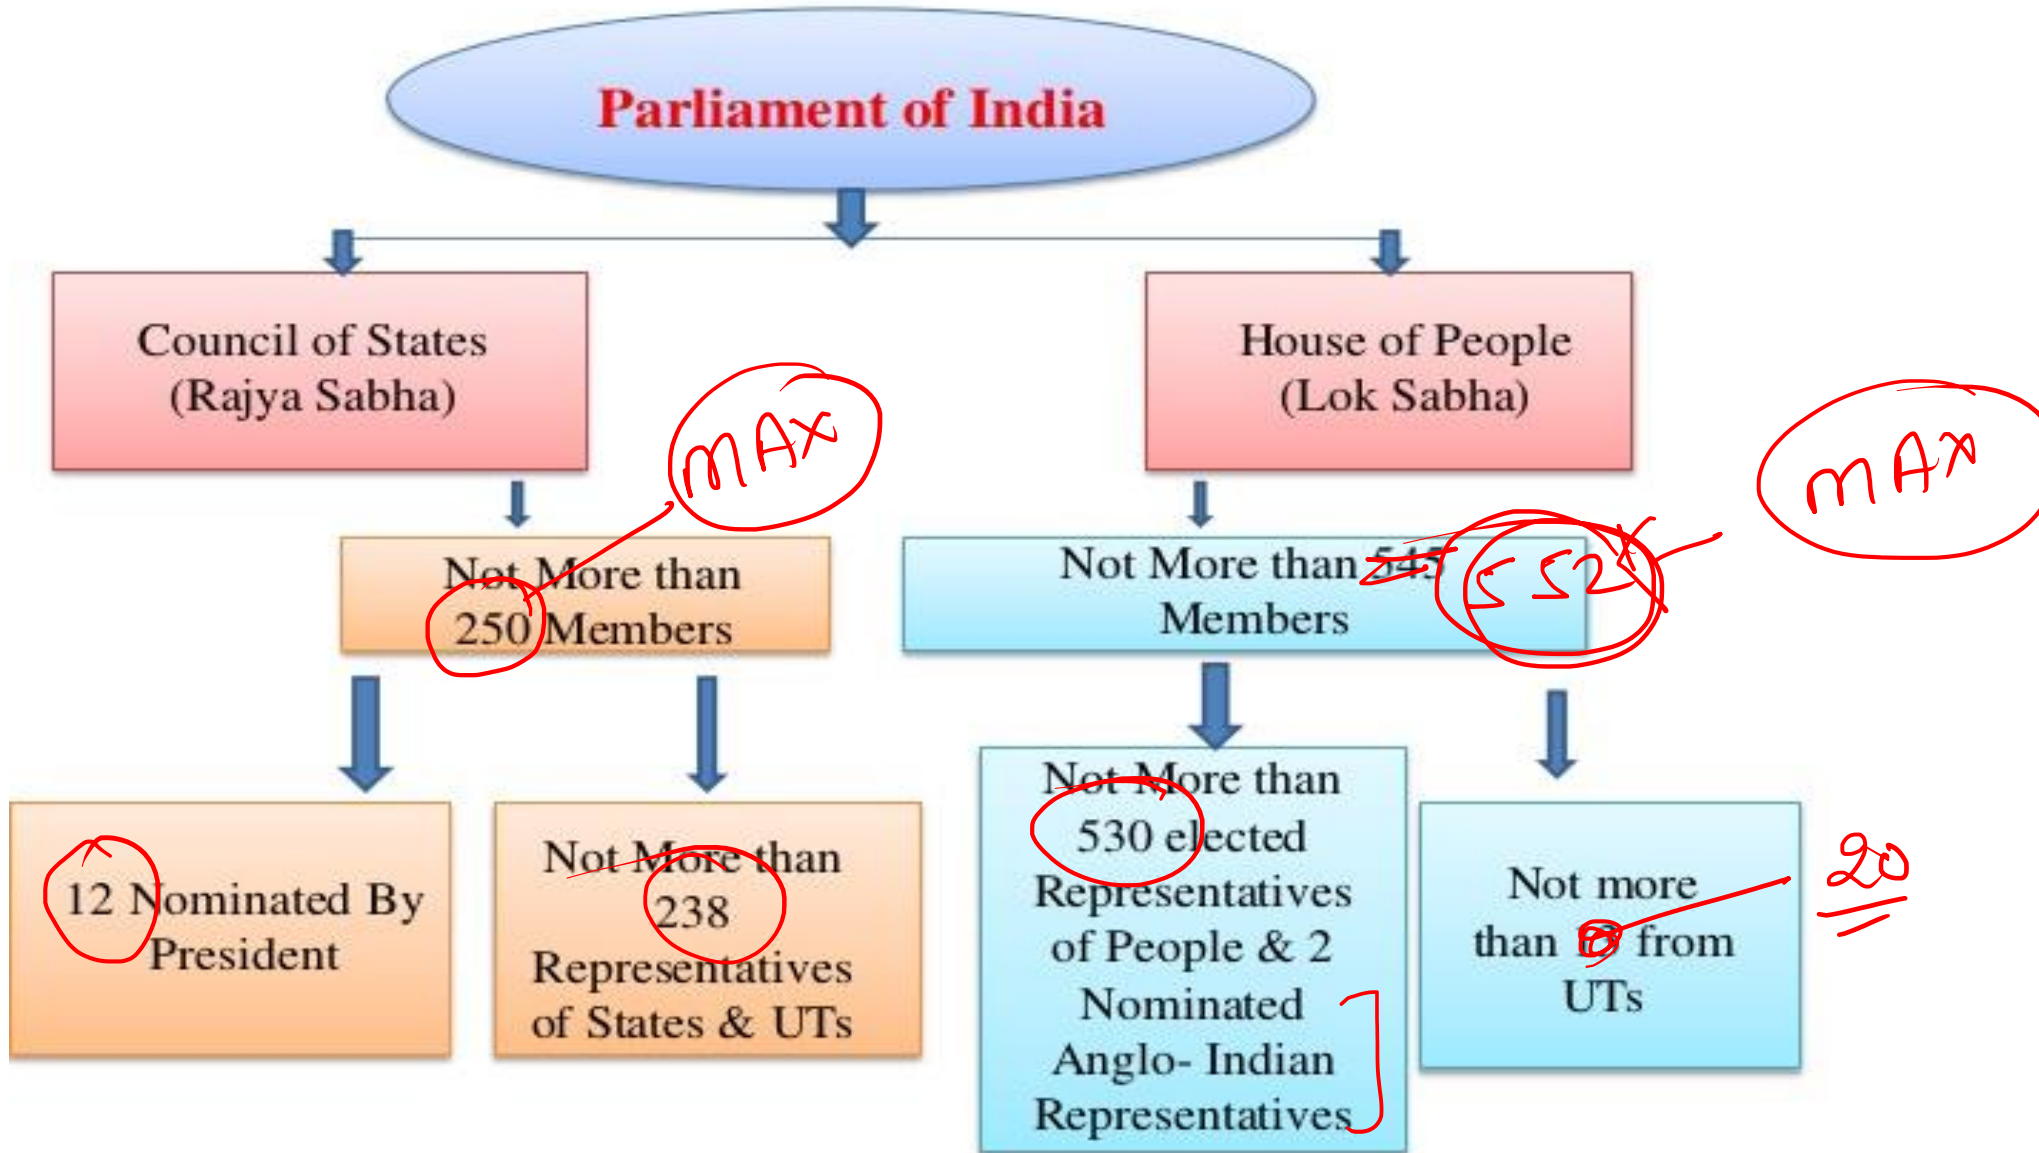 Parliament of India
Council of States
(Rajya Sabha)
House of People
(Lok Sabha)
MAX
MAX
Not More than
250 Members
Not More than 545
552
Members
12 Nominated By
President
Not More than
238
Representatives
of States & UTs
Not More than
530 elected
Representatives
of People & 2
Nominated
Anglo- Indian
Representatives
Not more
than from
UTs
20